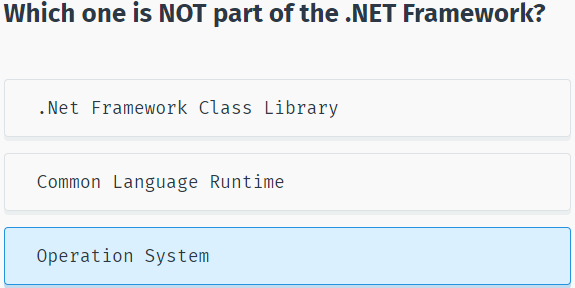 Which one is NOT part of the .NET Framework?
.Net Framework Class Library
Common Language Runtime
Operation System